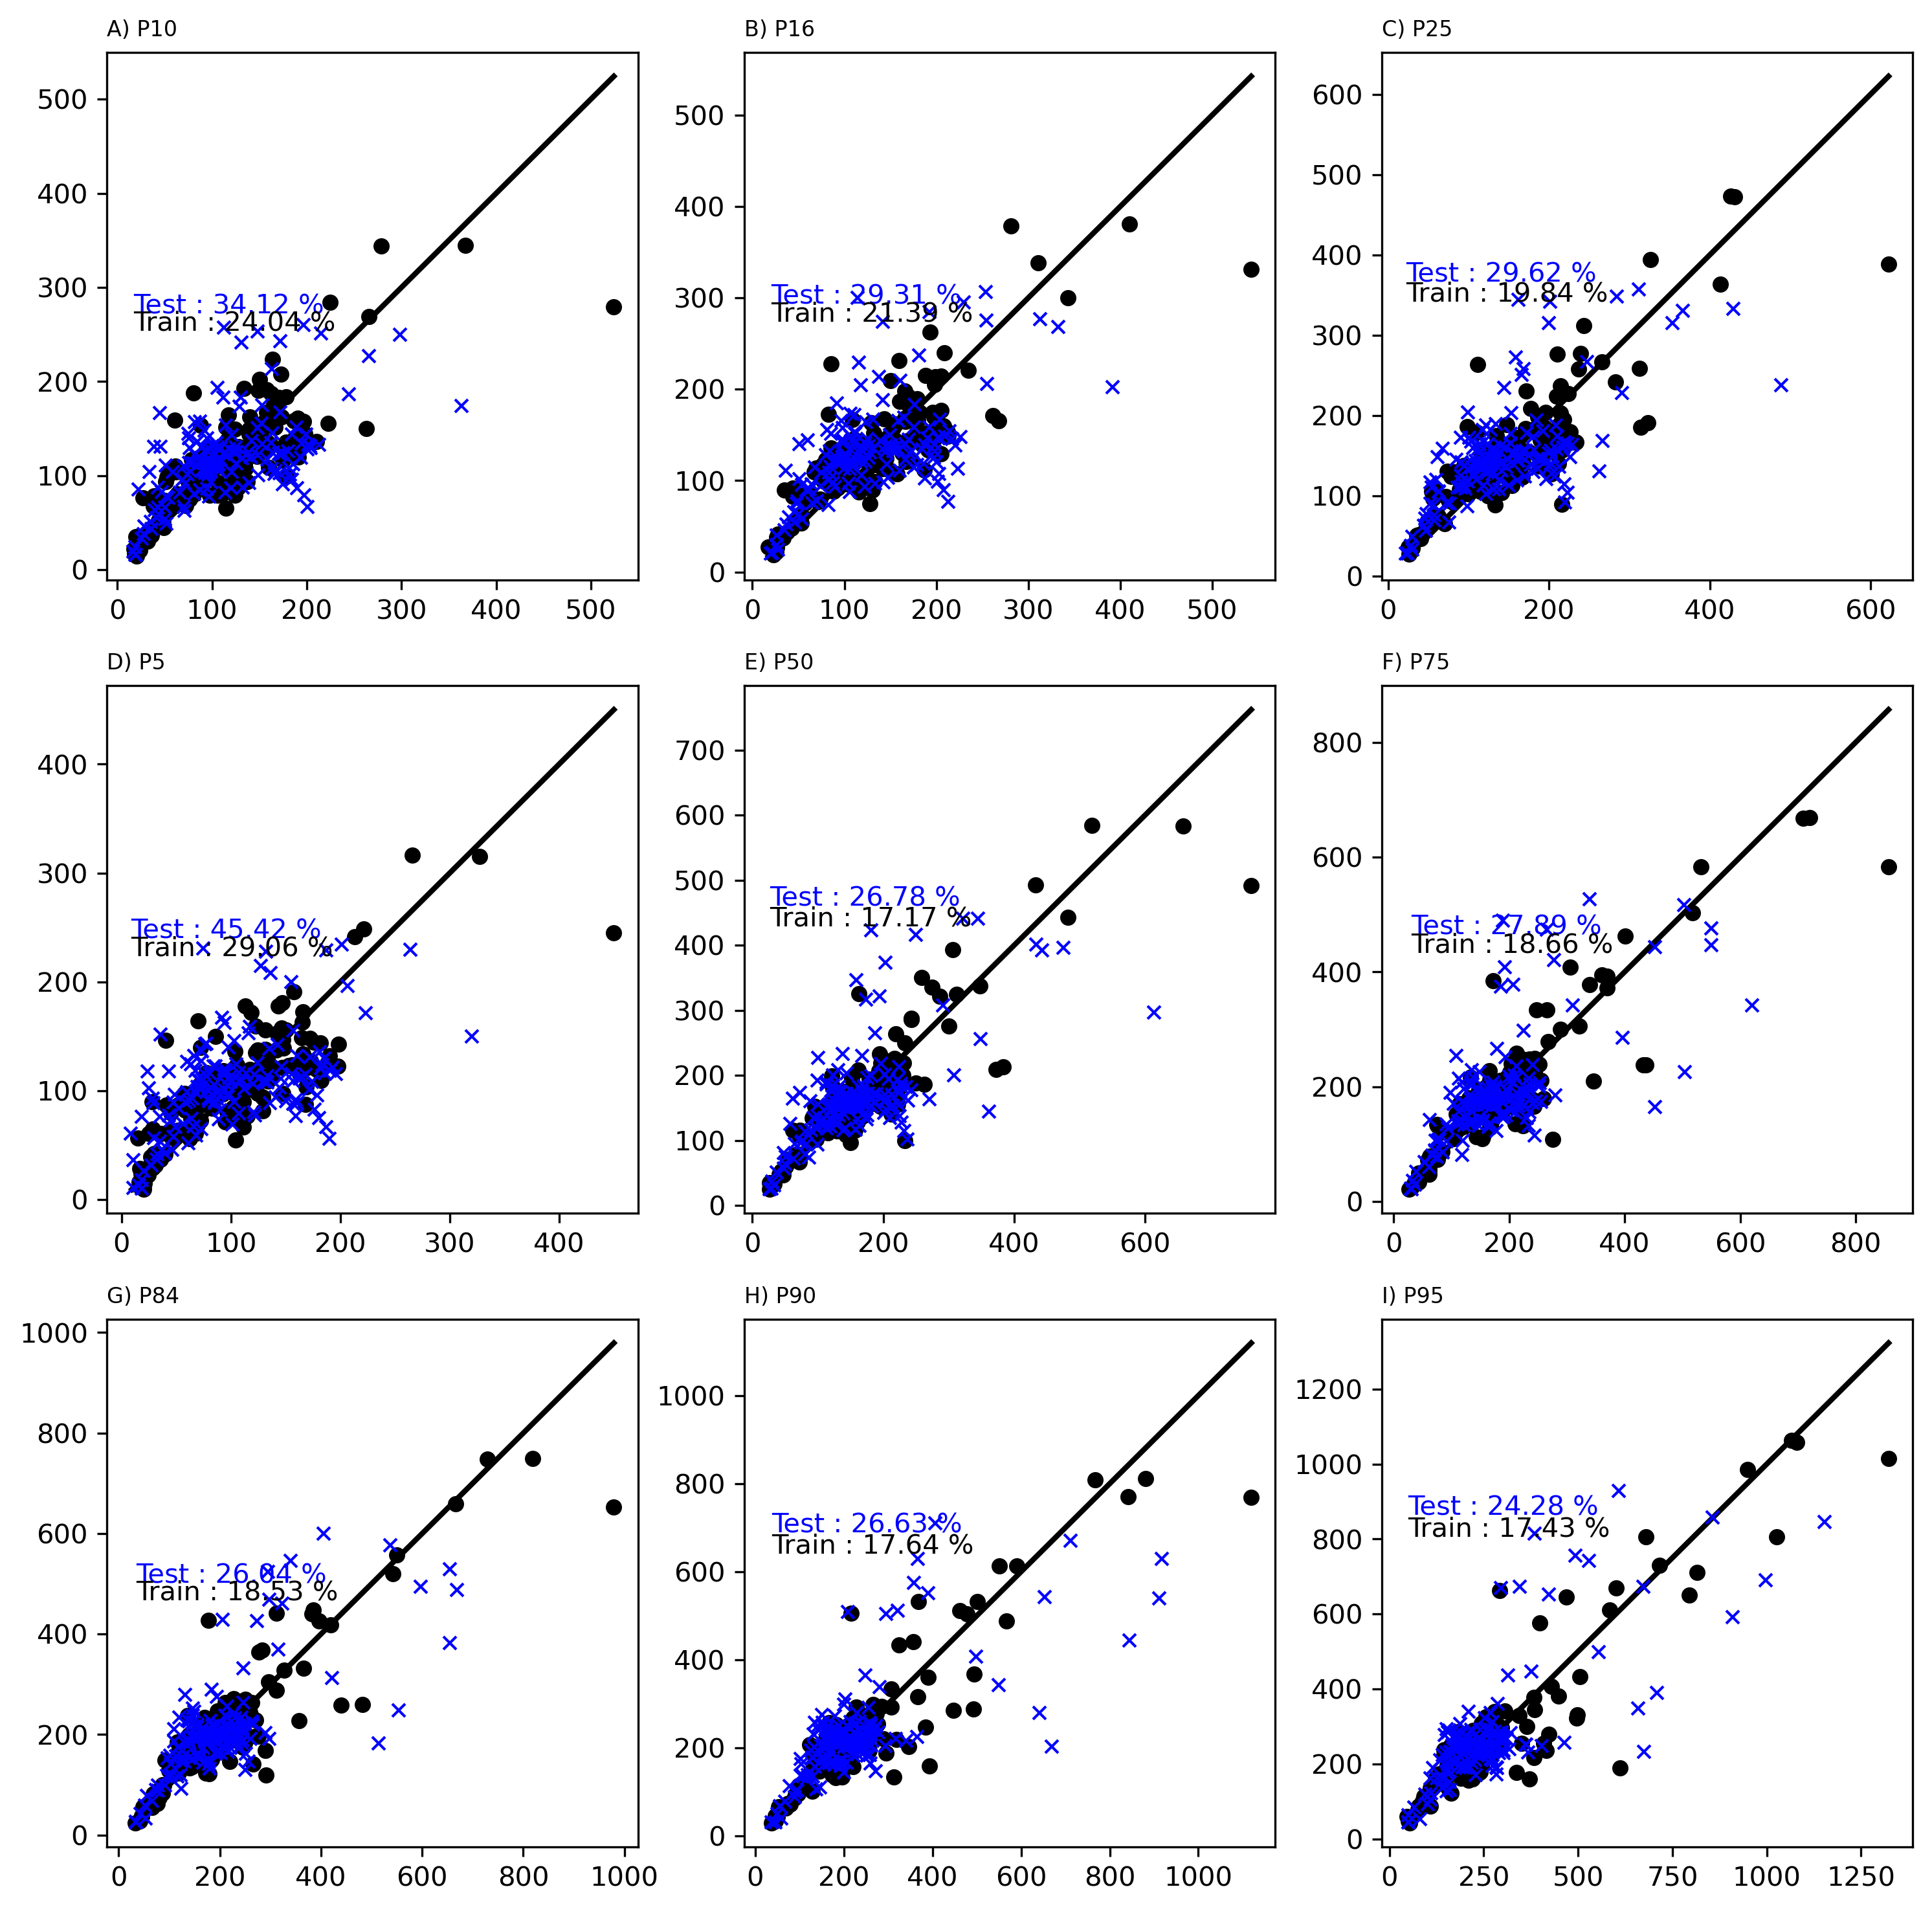 A) P10
500
400
300
200
100
0
Test : 34.12 %
Train : 24.04 %
0 100 200 300 400 500
B) P16
500
400
300
200
100
0
Test : 29.31 %
Train : 21.39 %
0 100 200 300 400 500
C) P25
600
500
400
300
200
100
0
Test : 29.62 %
Train : 19.84 %
0 200 400 600
D) P5
400
300
200
100
0
Test : 45.42 %
Train : 29.06 %
0 100 200 300 400
E) P50
700
600
500
400
300
200
100
0
Test : 26.78 %
Train : 17.17 %
0 200 400 600
F) P75
800
600
400
200
0
Test : 27.89 %
Train : 18.66 %
0 200 400 600 800
G) P84
1000
800
600
400
200
0
Test : 26.04 %
Train : 18.53 %
0 200 400 600 800 1000
H) P90
1000
800
600
400
200
0
Test : 26.63 %
Train : 17.64 %
0 200 400 600 800 1000
I) P95
1200
1000
800
600
400
200
0
Test : 24.28 %
Train : 17.43 %
0 250 500 750 1000 1250